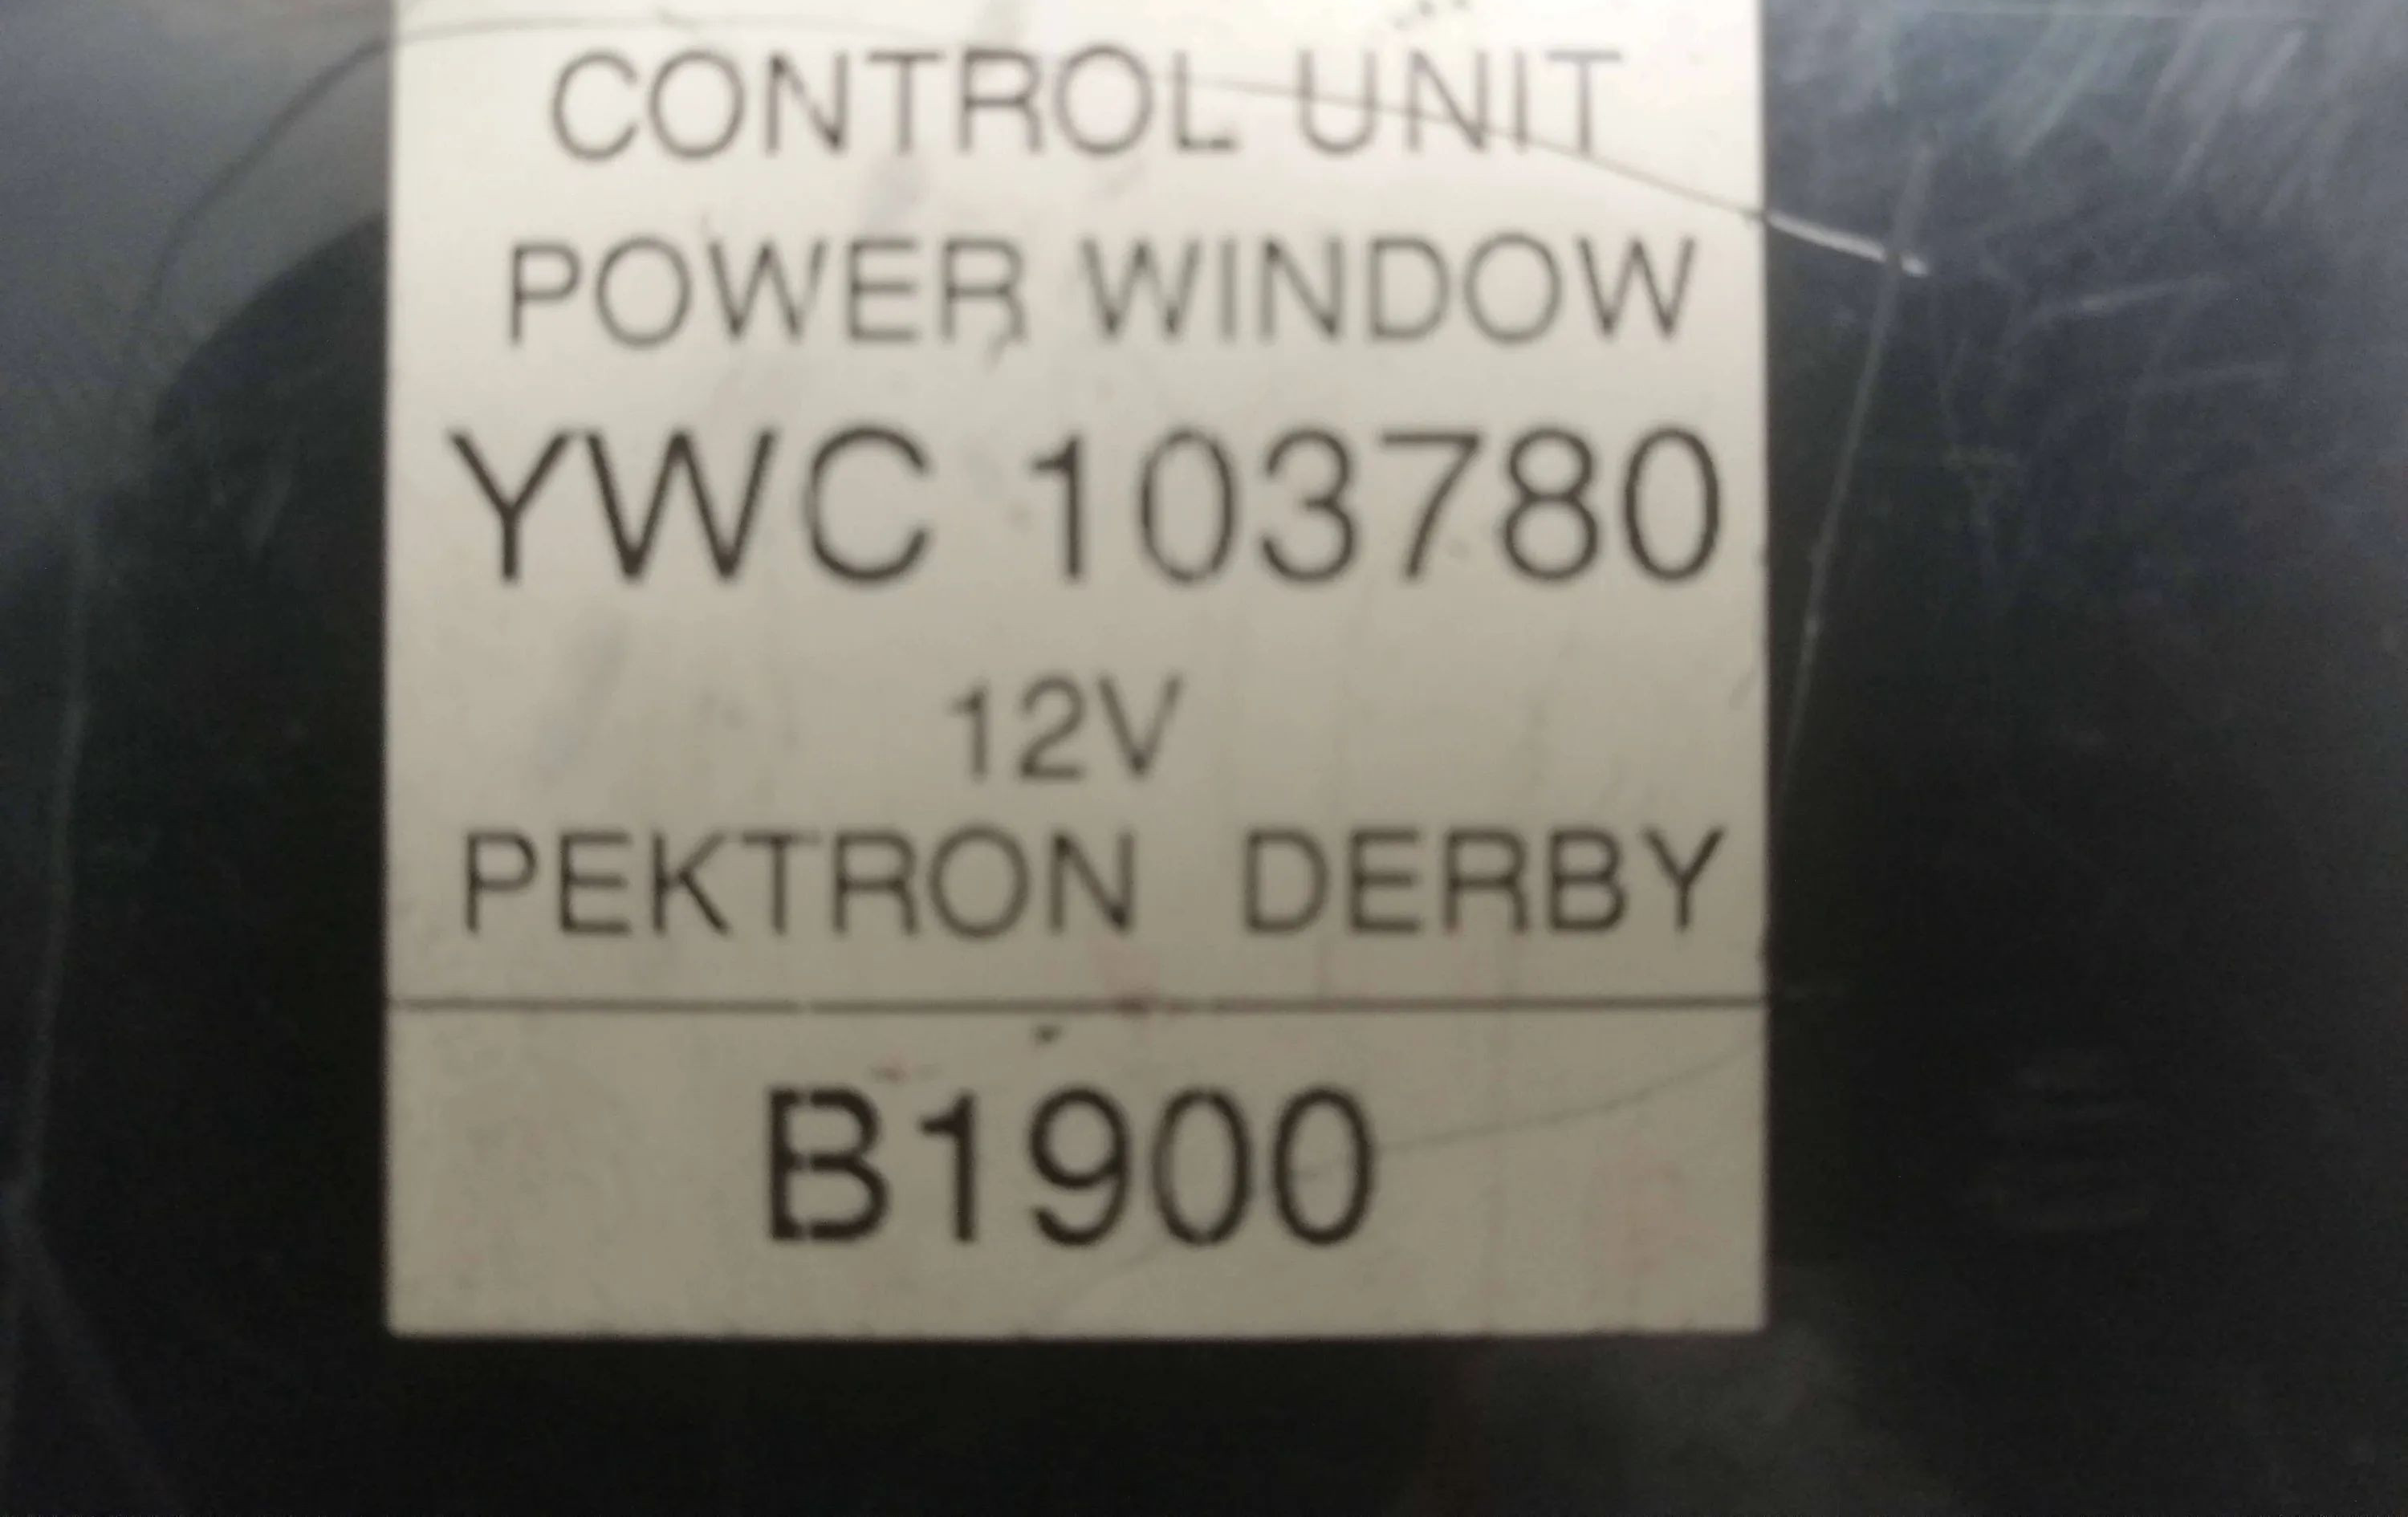 CONTROL UNIT
POWER WINDOW
YWC 103780
12V
PEKTRON DERBY
B1900